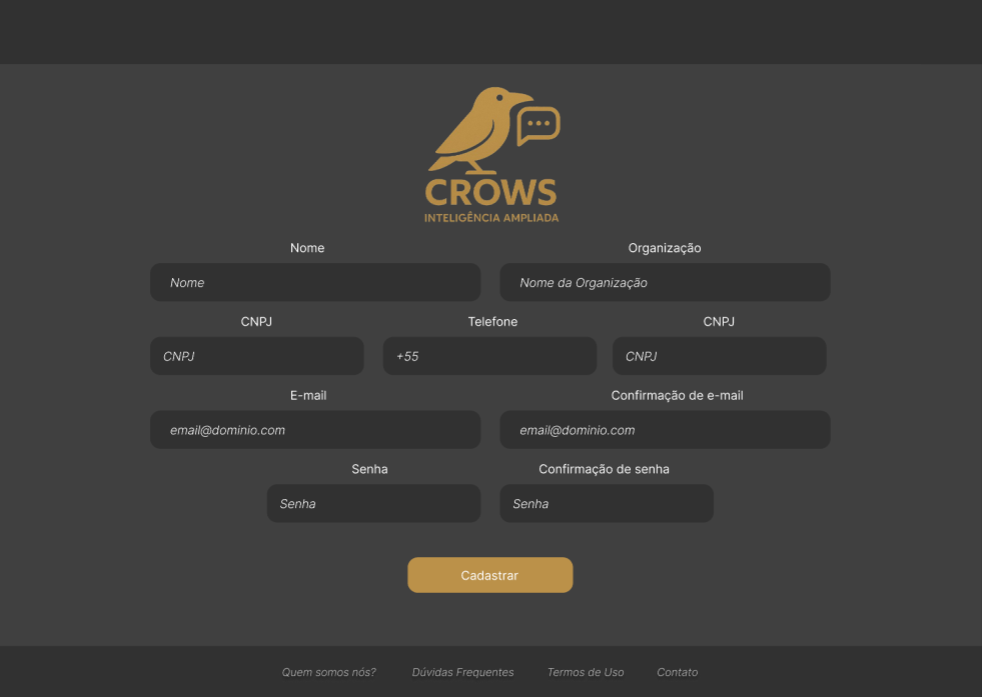 CROWS
INTELIGÊNCIA AMPLIADA
Nome Organização
Nome Nome da Organização
CNPJ Telefone CNPJ
CNPJ +55 CNPJ
E-mail Confirmação de e-mail
email@dominio.com email@dominio.com
Senha Confirmação de senha
Senha Senha
Cadastrar
Quem somos nós? Dúvidas Frequentes Termos de Uso Contato